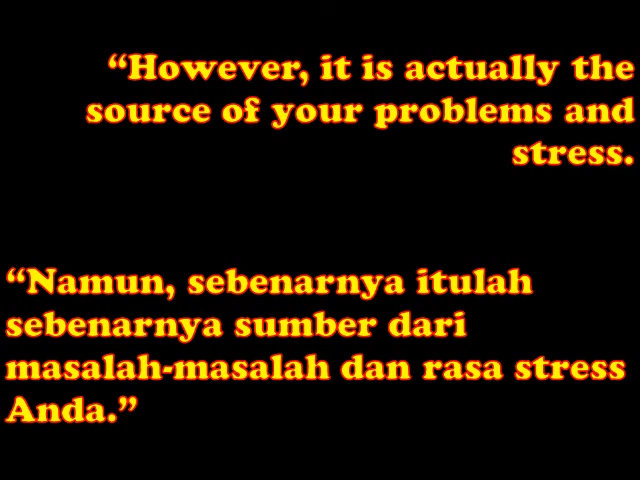 “However, it is actually the
source of your problems and
stress.
“Namun, sebenarnya itulah
sebenarnya sumber dari
masalah-masalah dan rasa stress
Anda.”